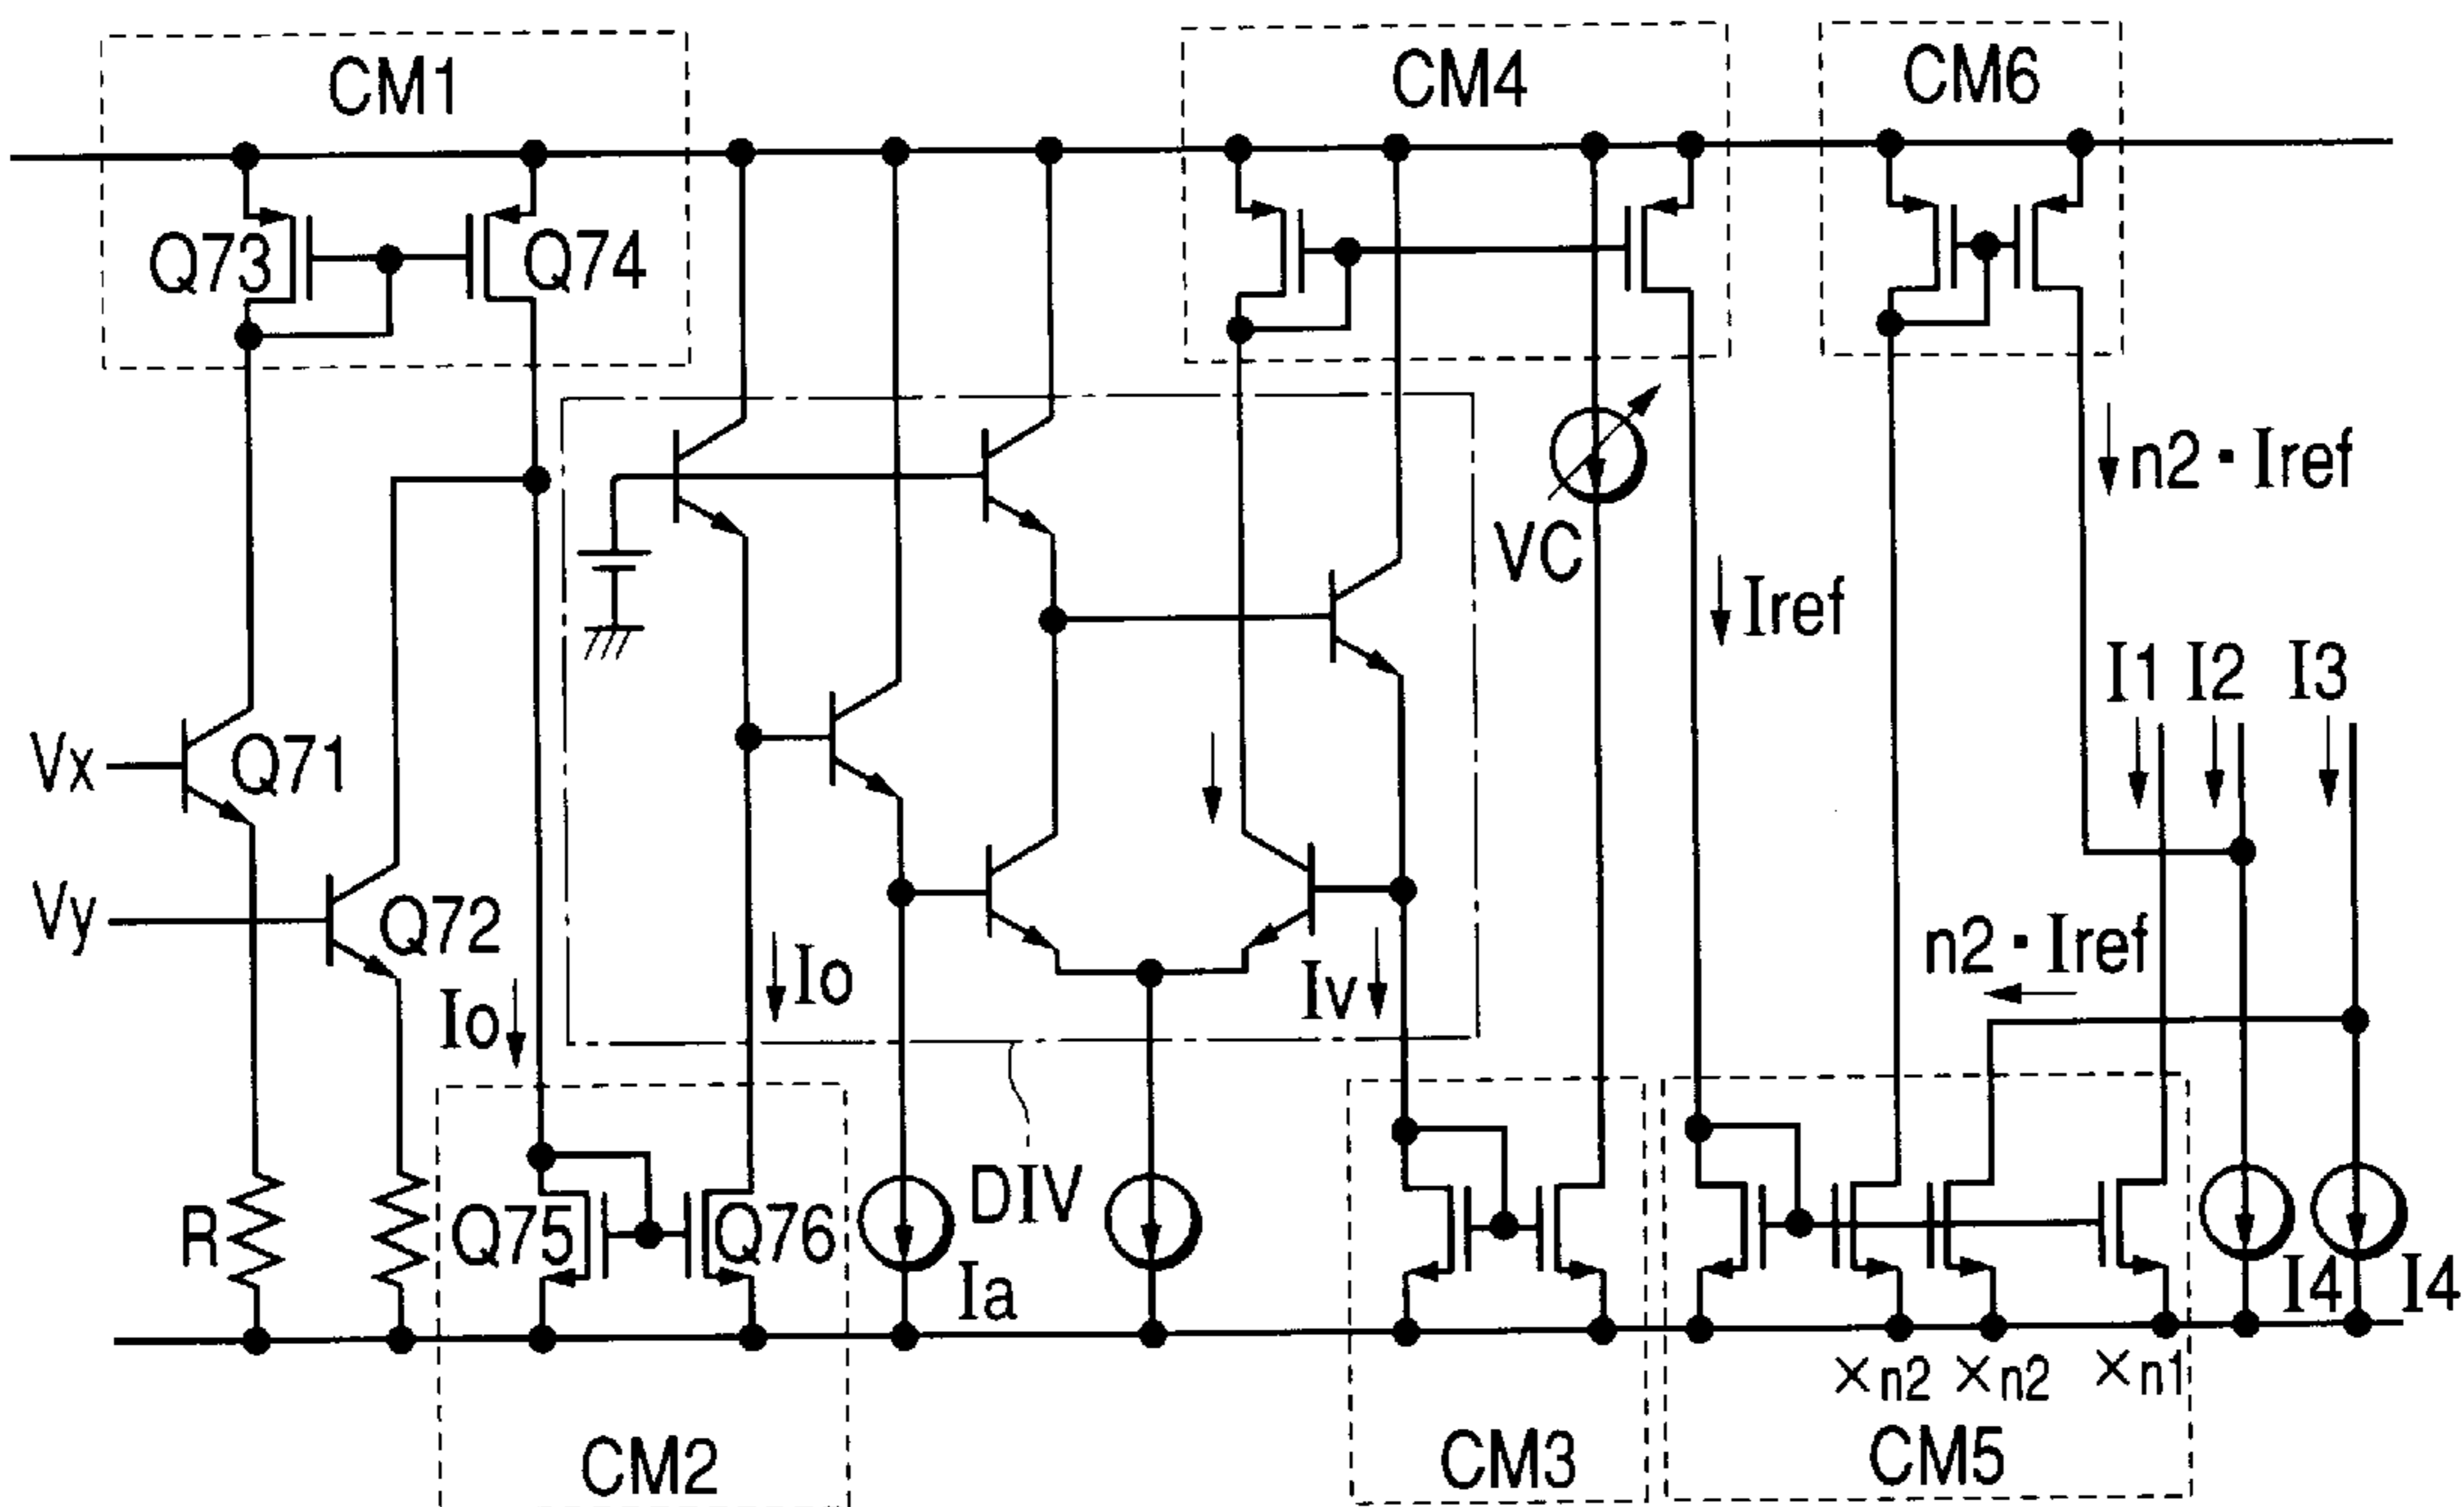 CM1
CM4
CM6
Q73
Q74
n2・Iref
VC
Iref
I1
I2
I3
Vx
Q71
Vy
Q72
n2・Iref
Io
Io
Iv
DIV
R
Q75
Q76
Ia
I4
I4
×n2
×n2
×n1
CM2
CM3
CM5